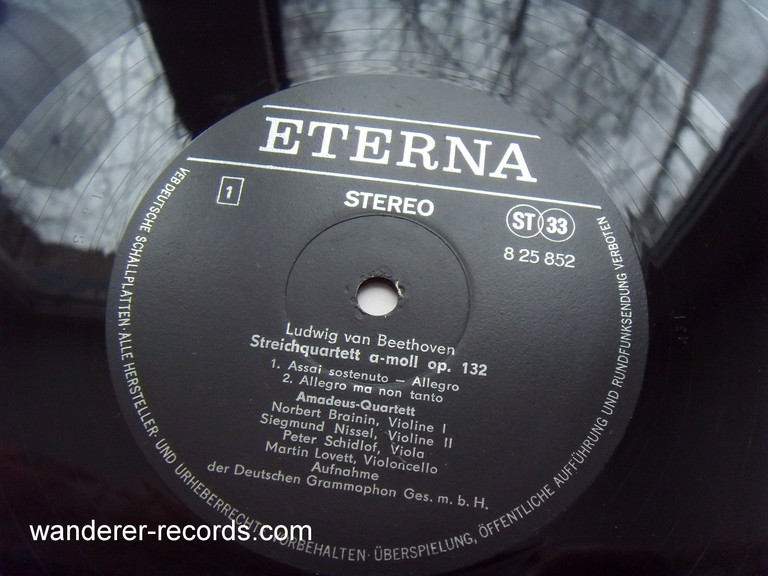 ETERNA
1
STEREO
ST 33
8 25 852
Ludwig van Beethoven
Streichquartett a-moll op. 132
1. Assai sostenuto – Allegro
2. Allegro ma non tanto
Amadeus-Quartett
Norbert Brainin, Violine I
Siegmund Nissel, Violine II
Peter Schidlof, Viola
Martin Lovett, Violoncello
Aufnahme
der Deutschen Grammophon Ges. m. b. H.
VEB DEUTSCHE SCHALLPLATTEN · ALLE HERSTELLER- UND URHEBERRECHTE VORBEHALTEN · ÜBERSPIELUNG, ÖFFENTLICHE AUFFÜHRUNG UND RUNDFUNKSENDUNG VERBOTEN
wanderer-records.com